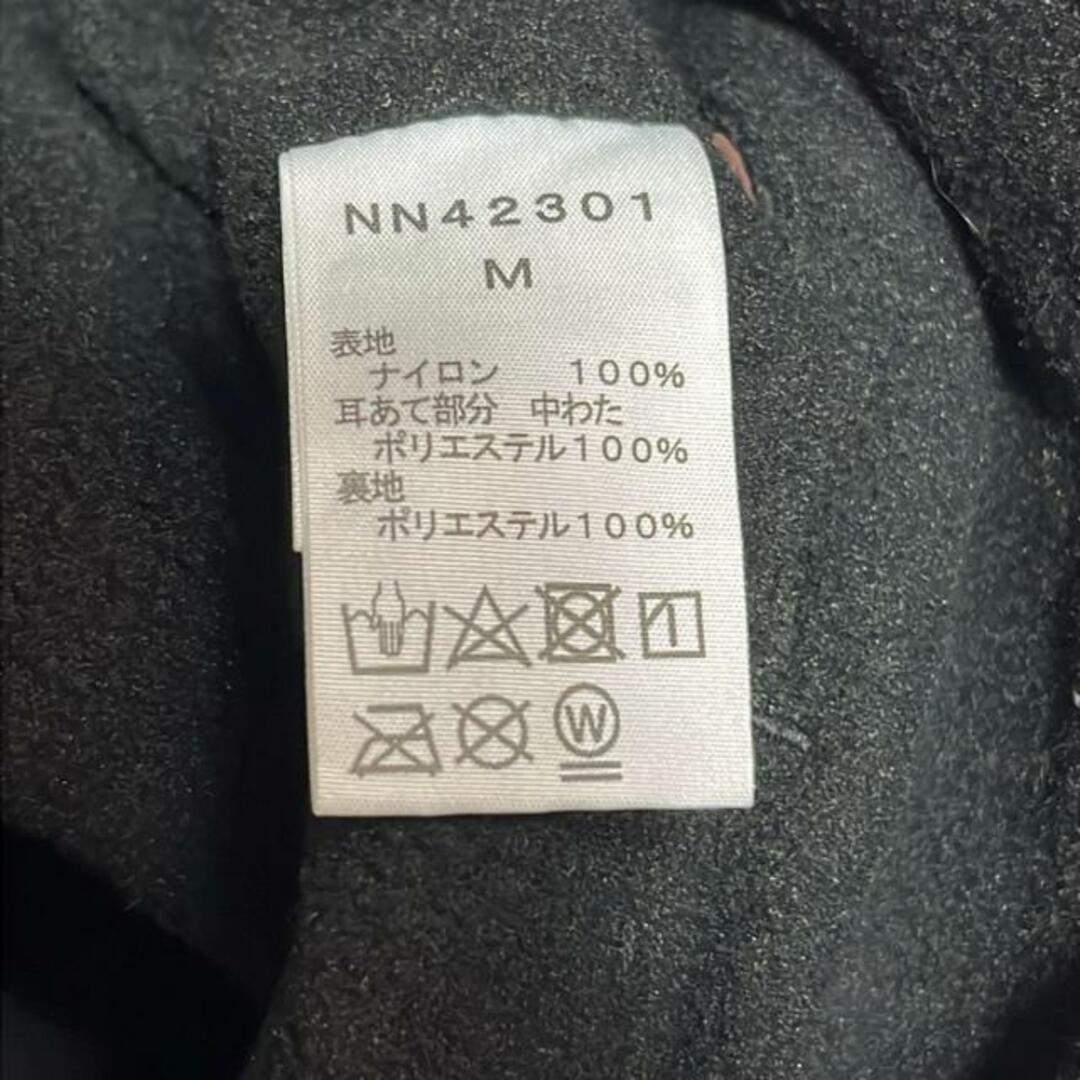 NN42301
M
表地
ナイロン　１００％
耳あて部分　中わた
ポリエステル１００％
裏地
ポリエステル１００％
W